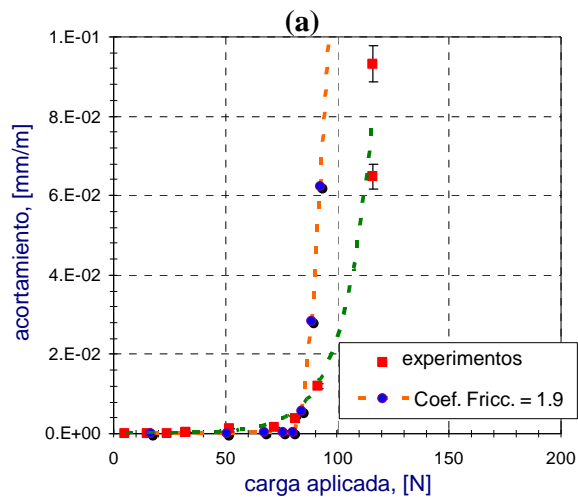 (a)
1.E-01
8.E-02
6.E-02
4.E-02
2.E-02
0.E+00
acortamiento, [mm/m]
0
50
100
150
200
carga aplicada, [N]
experimentos
Coef. Fricc. = 1.9